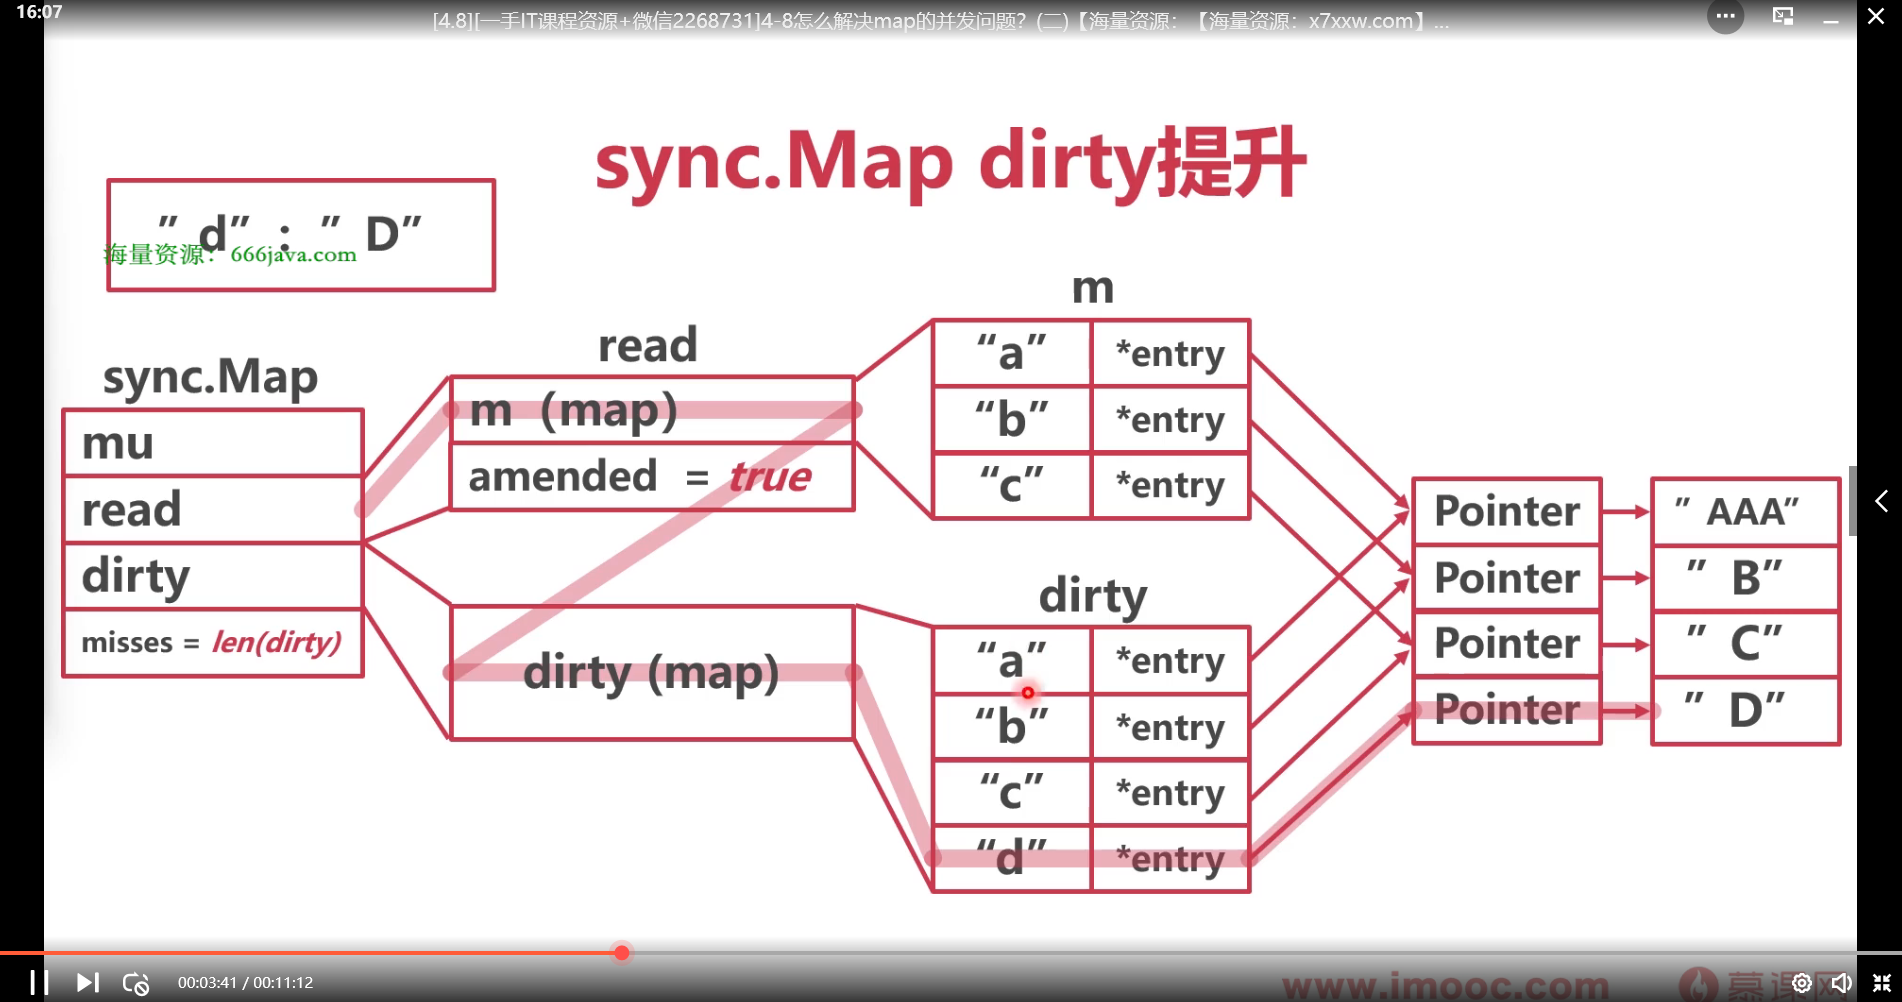 16:07
[4.8][一手IT课程资源+微信2268731]4-8怎么解决map的并发问题？(二)【海量资源：【海量资源：x7xxw.com】...
sync.Map dirty提升
”d”：”D”
海量资源：666java.com
sync.Map
mu
read
dirty
misses = len(dirty)
read
m（map）
amended = true
dirty (map)
m
“a” *entry
“b” *entry
“c” *entry
dirty
“a” *entry
“b” *entry
“c” *entry
“d” *entry
Pointer ”AAA”
Pointer ”B”
Pointer ”C”
Pointer ”D”
00:03:41 / 00:11:12
www.imooc.com
慕课网